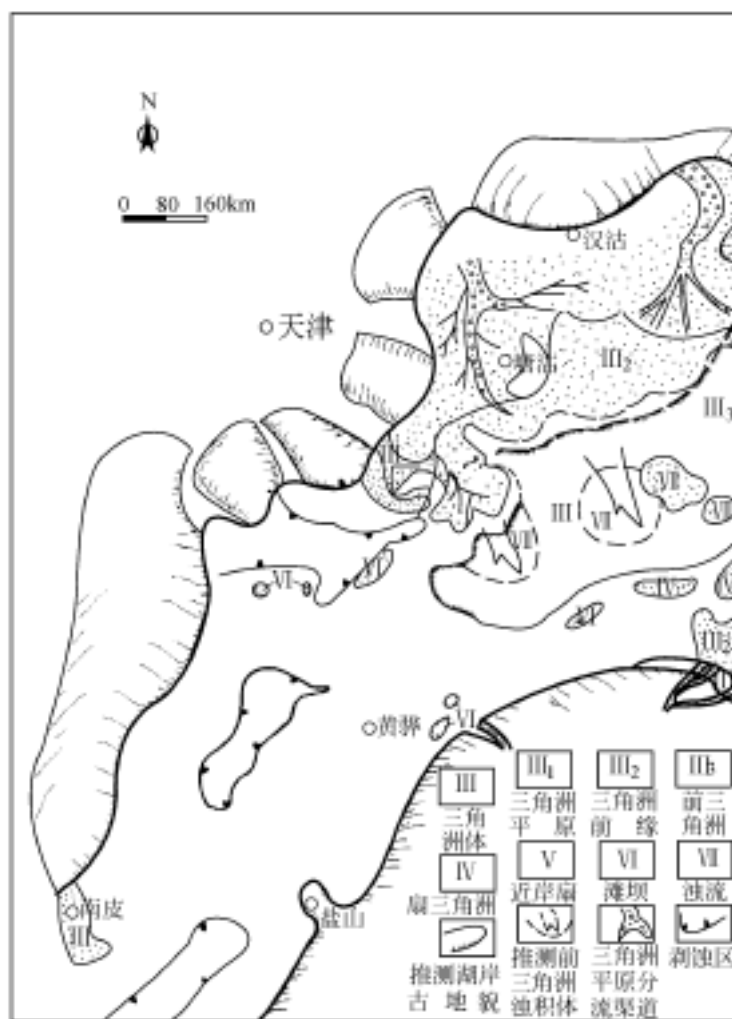 N
0 80 160km
汉沽
天津
塘沽
III₂
III₃
III
VII
III
VII
VII
VII
VI
VI
IV
VI
III₂
黄骅
VI
南皮
III
盐山
III
三角
洲体
III₁
三角洲
平 原
III₂
三角洲
前 缘
III3
前三
角洲
IV
扇三角洲
V
近岸扇
VI
滩坝
VII
浊流
推测湖岸
古 地 貌
推测前
三角洲
浊积体
三角洲
平原分
流渠道
剥蚀区